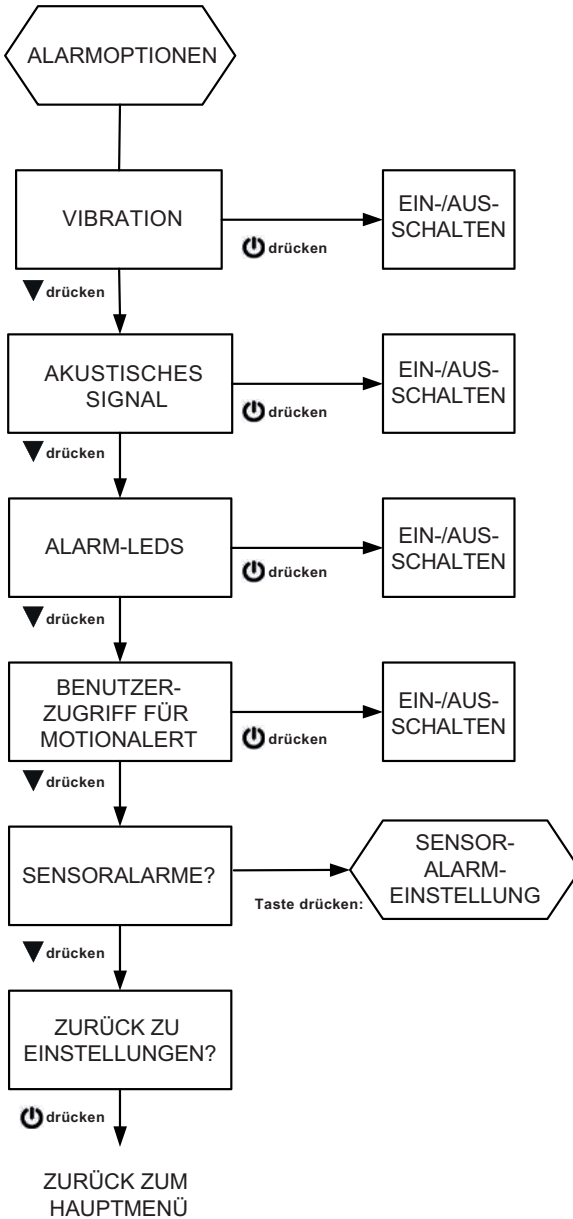 ALARMOPTIONEN
VIBRATION
EIN-/AUS-
SCHALTEN
drücken
drücken
AKUSTISCHES
SIGNAL
EIN-/AUS-
SCHALTEN
drücken
drücken
ALARM-LEDS
EIN-/AUS-
SCHALTEN
drücken
drücken
BENUTZER-
ZUGRIFF FÜR
MOTIONALERT
EIN-/AUS-
SCHALTEN
drücken
drücken
SENSORALARME?
SENSOR-
ALARM-
EINSTELLUNG
Taste drücken:
drücken
ZURÜCK ZU
EINSTELLUNGEN?
drücken
ZURÜCK ZUM
HAUPTMENÜ